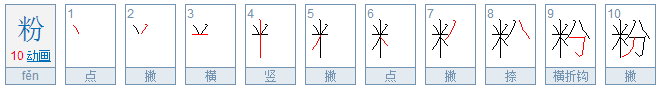 粉 1 2 3 4 5 6 7 8 9 10
10 动画
fěn 点 撇 横 竖 撇 点 撇 捺 横折钩 撇